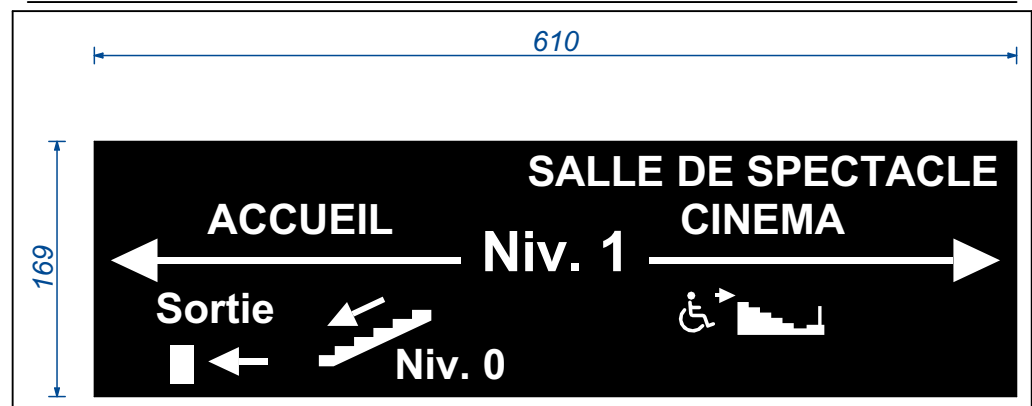 610
169
SALLE DE SPECTACLE
CINEMA
ACCUEIL
Niv. 1
Sortie
Niv. 0